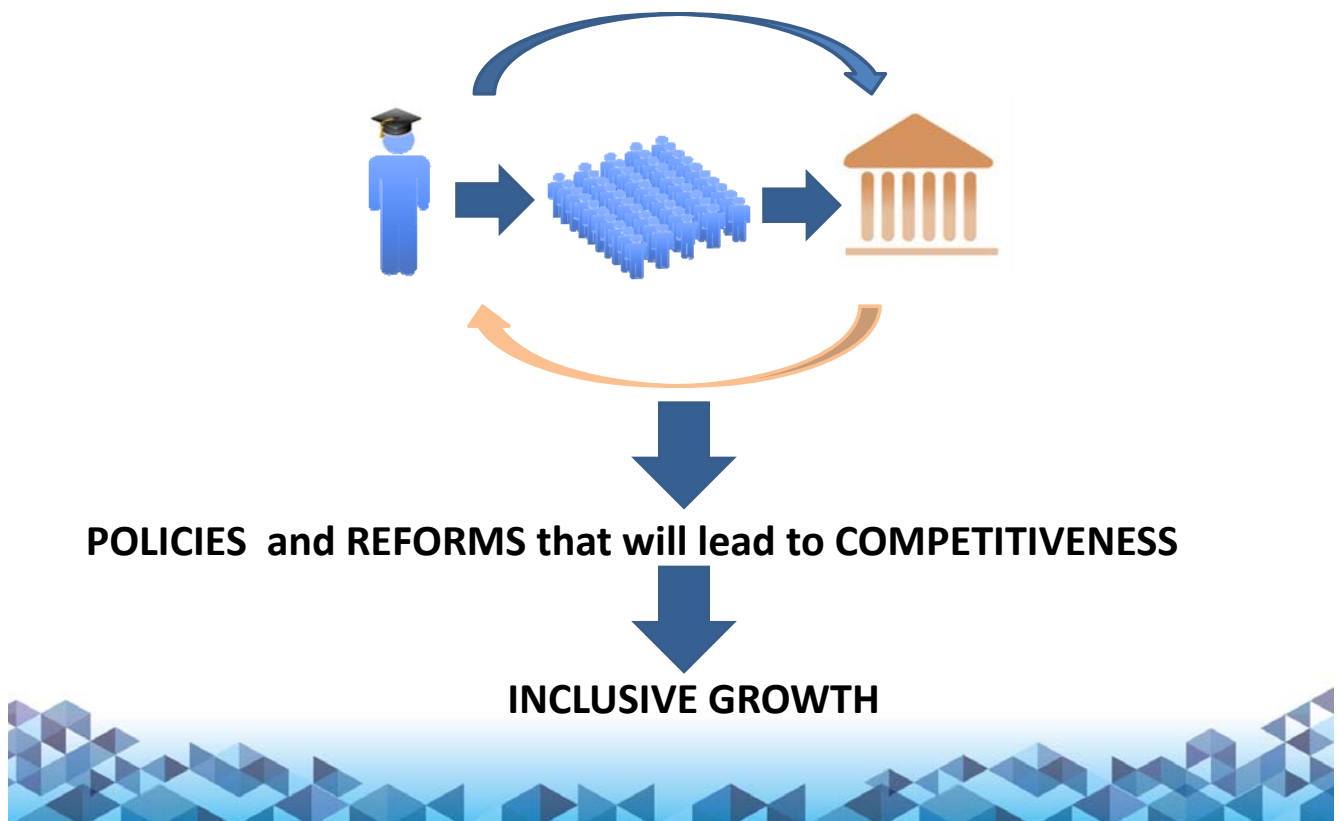 POLICIES  and REFORMS that will lead to COMPETITIVENESS
INCLUSIVE GROWTH